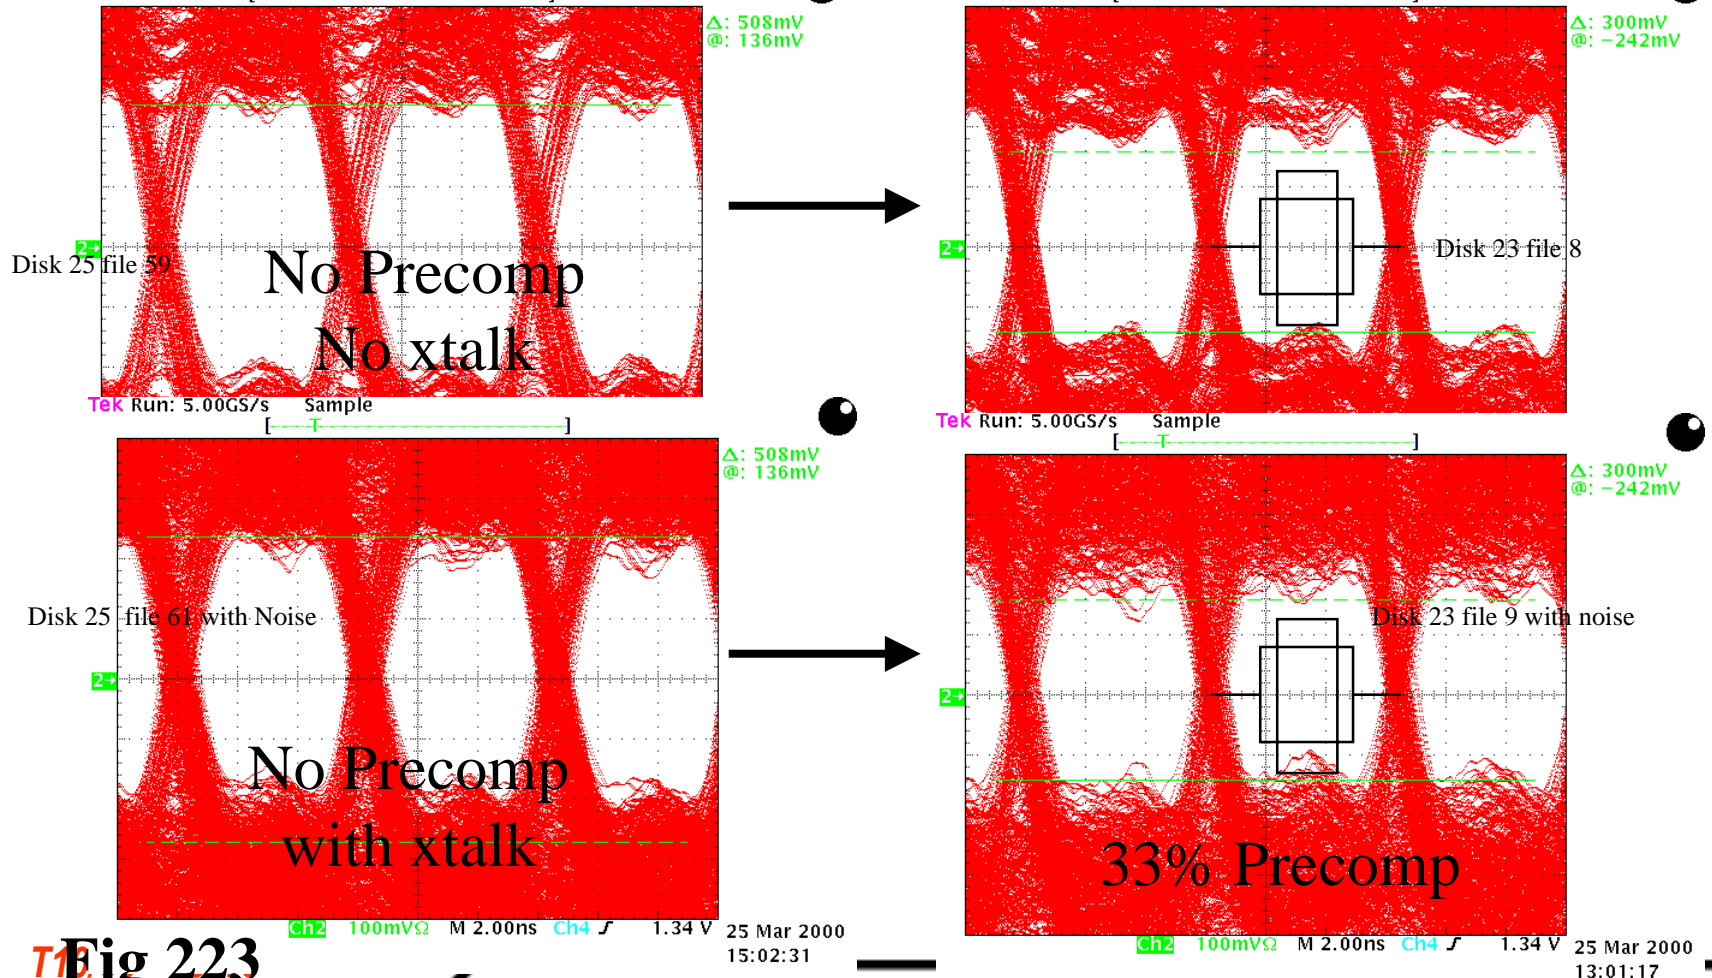 Δ: 508mV
@: 136mV
Δ: 300mV
@: −242mV
2→
Disk 25 file 59
No Precomp
No xtalk
2→
Disk 23 file 8
Tek Run: 5.00GS/s Sample
[ T ]
Tek Run: 5.00GS/s Sample
[ T ]
Δ: 508mV
@: 136mV
Δ: 300mV
@: −242mV
Disk 25 file 61 with Noise
Disk 23 file 9 with noise
2→
2→
No Precomp
with xtalk
33% Precomp
Ch2 100mVΩ M 2.00ns Ch4 1.34 V
25 Mar 2000
15:02:31
Ch2 100mVΩ M 2.00ns Ch4 1.34 V
25 Mar 2000
13:01:17
Fig 223